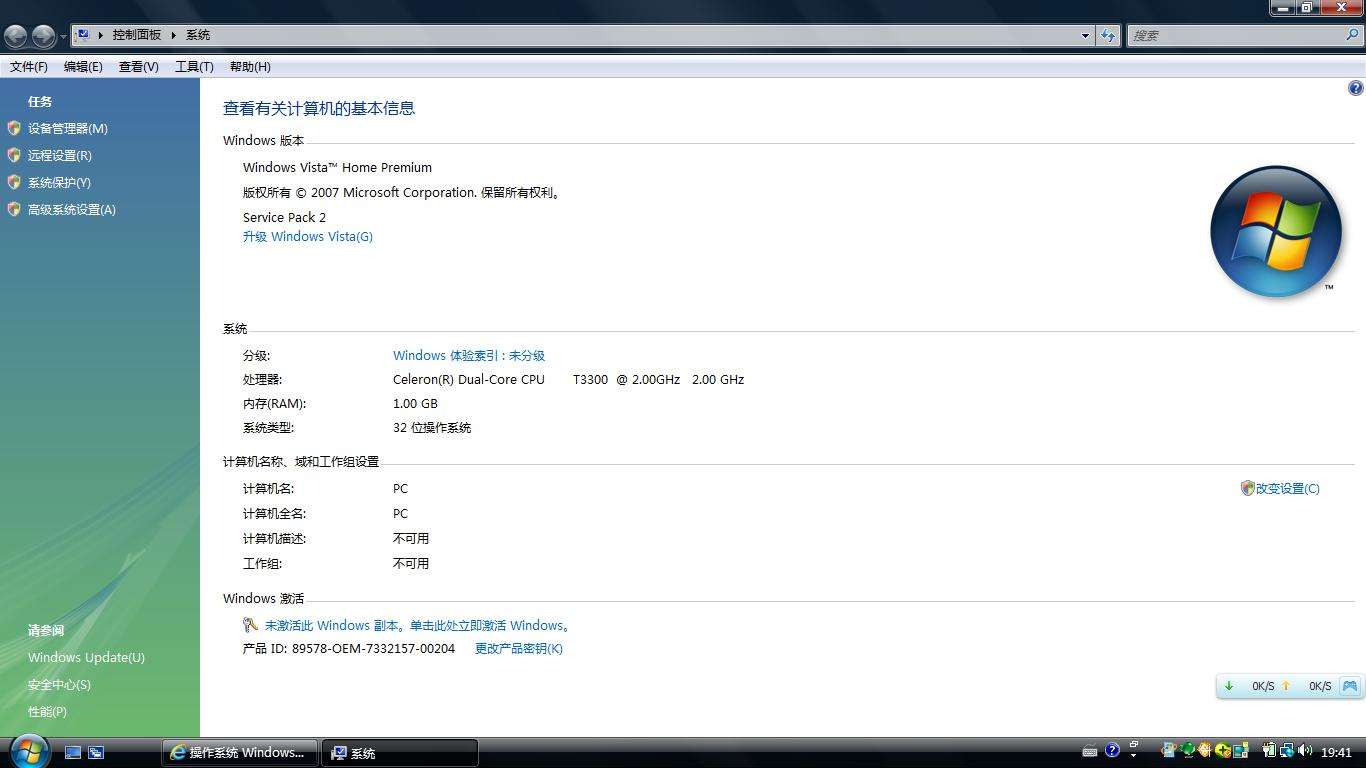 控制面板 系统
搜索
文件(F) 编辑(E) 查看(V) 工具(T) 帮助(H)
任务
设备管理器(M)
远程设置(R)
系统保护(Y)
高级系统设置(A)
请参阅
Windows Update(U)
安全中心(S)
性能(P)
查看有关计算机的基本信息
Windows 版本
Windows Vista™ Home Premium
版权所有 © 2007 Microsoft Corporation. 保留所有权利。
Service Pack 2
升级 Windows Vista(G)
TM
系统
分级: Windows 体验索引 : 未分级
处理器: Celeron(R) Dual-Core CPU T3300 @ 2.00GHz 2.00 GHz
内存(RAM): 1.00 GB
系统类型: 32 位操作系统
计算机名称、域和工作组设置
计算机名: PC 改变设置(C)
计算机全名: PC
计算机描述: 不可用
工作组: 不可用
Windows 激活
未激活此 Windows 副本。单击此处立即激活 Windows。
产品 ID: 89578-OEM-7332157-00204 更改产品密钥(K)
0K/S 0K/S
操作系统 Windows... 系统 19:41